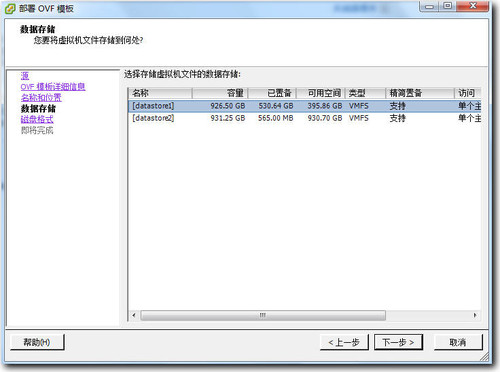 部署 OVF 模板
数据存储
您要将虚拟机文件存储到何处?
源
OVF 模板详细信息
名称和位置
数据存储
磁盘格式
即将完成
选择存储虚拟机文件的数据存储:
名称 容量 已置备 可用空间 类型 精简置备 访问
[datastore1] 926.50 GB 530.64 GB 395.86 GB VMFS 支持 单个主
[datastore2] 931.25 GB 565.00 MB 930.70 GB VMFS 支持 单个主
帮助(H) <上一步 下一步> 取消